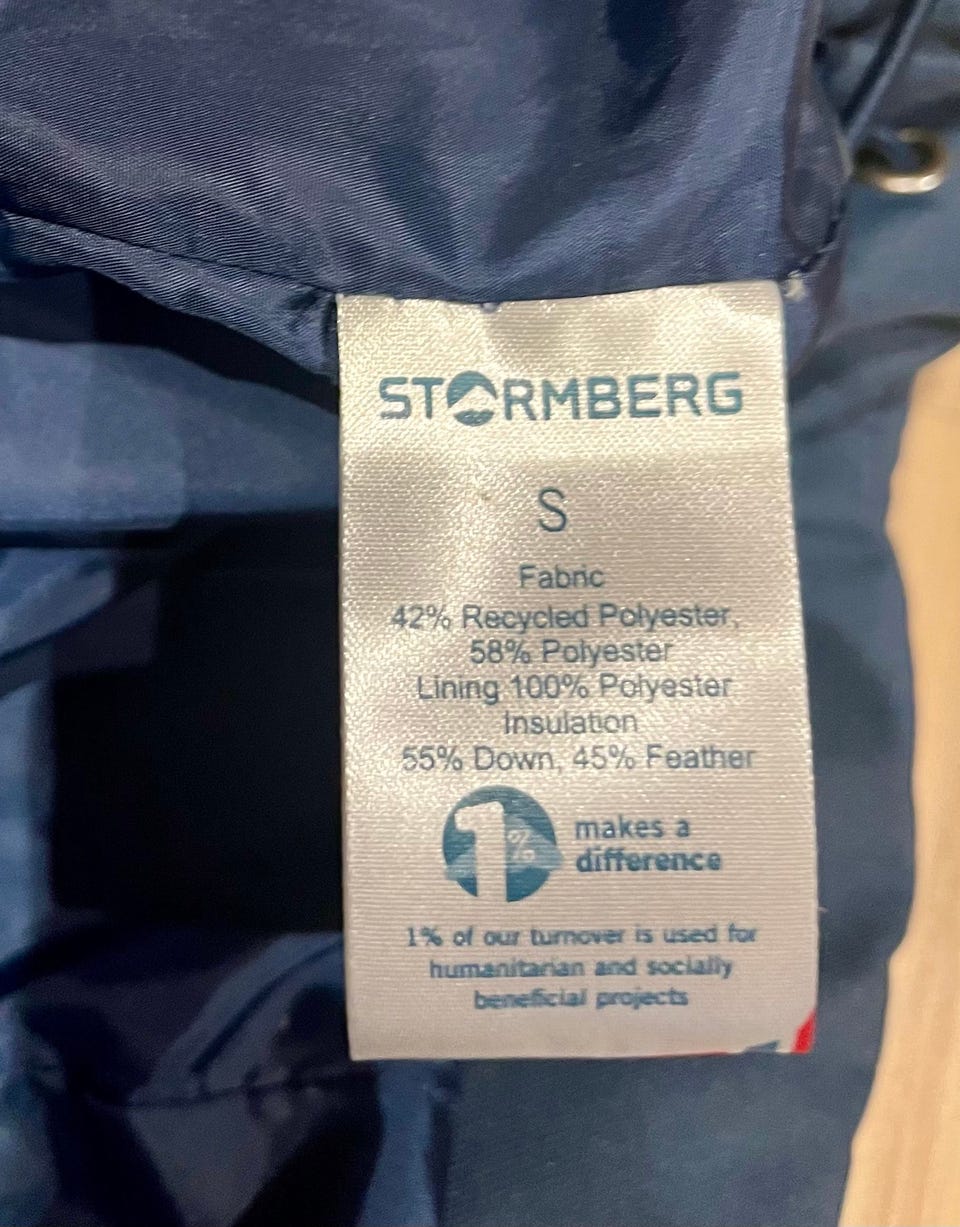 STORMBERG
S
Fabric
42% Recycled Polyester,
58% Polyester
Lining 100% Polyester
Insulation
55% Down, 45% Feather
1%
makes a
difference
1% of our turnover is used for
humanitarian and socially
beneficial projects